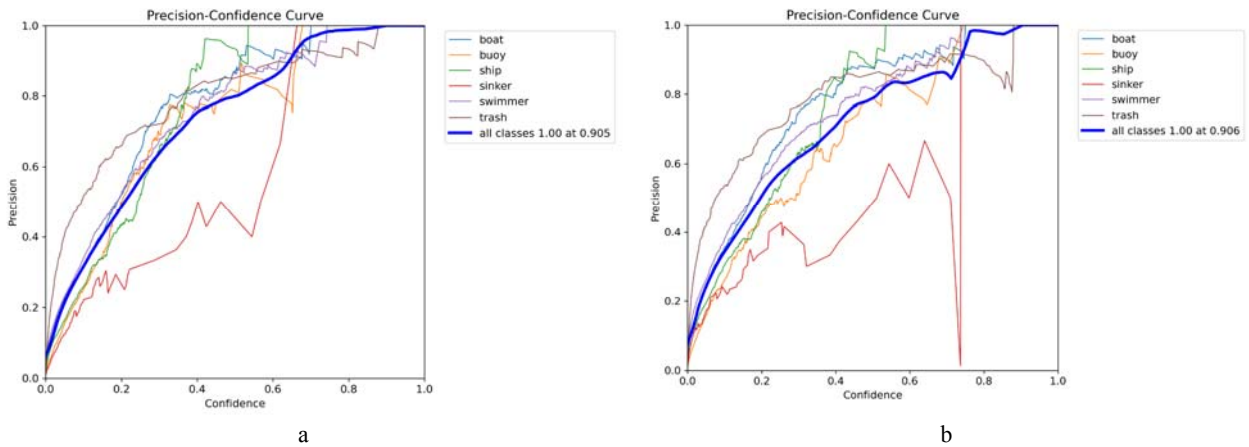 Precision-Confidence Curve
1.0
0.8
0.6
0.4
0.2
0.0
Precision
0.0 0.2 0.4 0.6 0.8 1.0
Confidence
boat
buoy
ship
sinker
swimmer
trash
all classes 1.00 at 0.905
a
Precision-Confidence Curve
1.0
0.8
0.6
0.4
0.2
0.0
Precision
0.0 0.2 0.4 0.6 0.8 1.0
Confidence
boat
buoy
ship
sinker
swimmer
trash
all classes 1.00 at 0.906
b